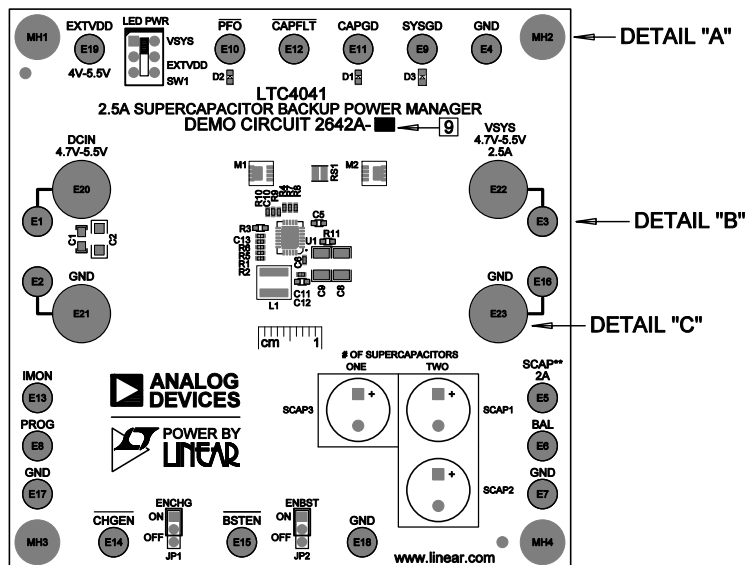 LED PWR
EXTVDD
VSYS
PFO
CAPFLT
CAPGD
SYSGD
GND
MH1
E19
E10
E12
E11
E9
E4
MH2
DETAIL "A"
4V-5.5V
EXTVDD
SW1
D2
D1
D3
LTC4041
2.5A SUPERCAPACITOR BACKUP POWER MANAGER
DEMO CIRCUIT 2642A-
9
DCIN
4.7V-5.5V
VSYS
4.7V-5.5V
2.5A
M1
RS1
M2
E20
E22
R10
C10
R9
R4
R7
R8
E1
C1
C2
R3
C5
U1
R11
E3
DETAIL "B"
C13
E2
GND
C11
C12
L1
C9
GND
E16
E21
E23
DETAIL "C"
cm 1
# OF SUPERCAPACITORS
ONE
TWO
IMON
E13
ANALOG
DEVICES
SCAP3
+
+
SCAP1
SCAP**
2A
E5
PROG
E8
POWER BY
LINEAR
BAL
E6
GND
E17
+
SCAP2
GND
E7
CHGEN
ENCHG
ON
OFF
JP1
BSTEN
ENBST
ON
OFF
JP2
GND
MH3
E14
E15
E18
MH4
www.linear.com